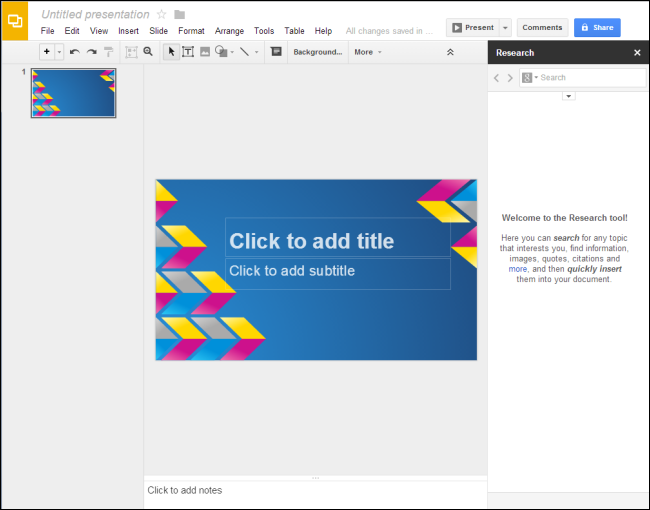 Untitled presentation
File Edit View Insert Slide Format Arrange Tools Table Help All changes saved in ...
Present Comments Share
Background... More
Research
g Search
1
Click to add title
Click to add subtitle
Welcome to the Research tool!
Here you can search for any topic
that interests you, find information,
images, quotes, citations and
more, and then quickly insert
them into your document.
Click to add notes